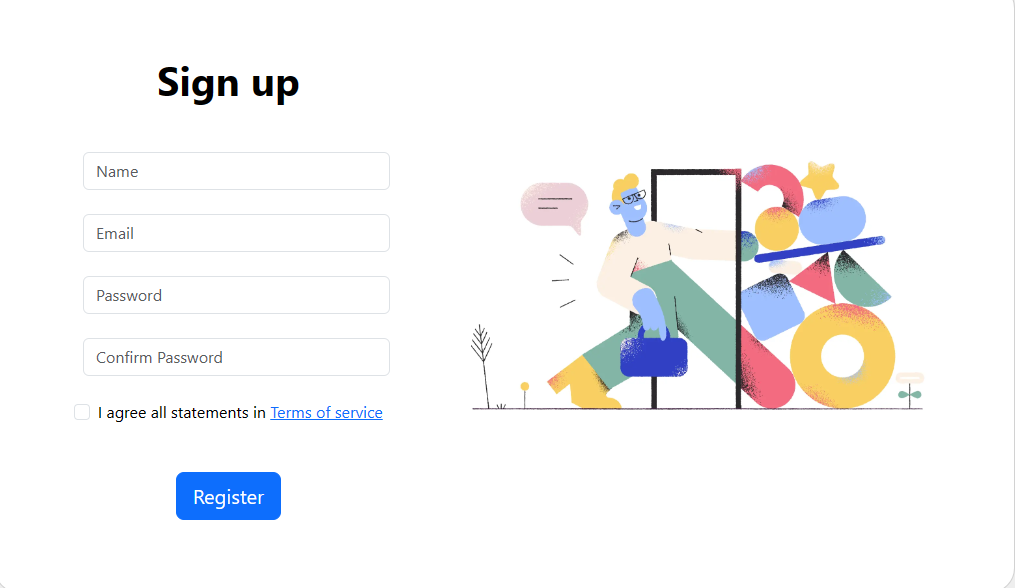 Sign up
Name
Email
Password
Confirm Password
I agree all statements in Terms of service
Register